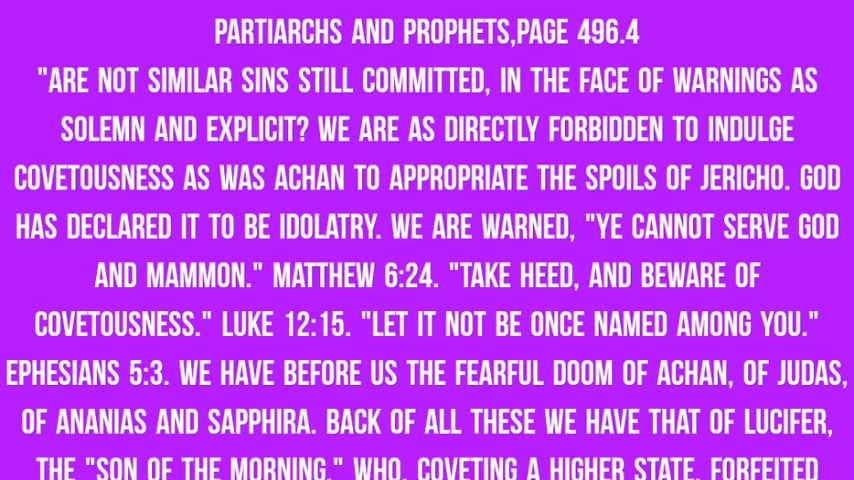 PARTIARCHS AND PROPHETS,PAGE 496.4
"ARE NOT SIMILAR SINS STILL COMMITTED, IN THE FACE OF WARNINGS AS
SOLEMN AND EXPLICIT? WE ARE AS DIRECTLY FORBIDDEN TO INDULGE
COVETOUSNESS AS WAS ACHAN TO APPROPRIATE THE SPOILS OF JERICHO. GOD
HAS DECLARED IT TO BE IDOLATRY. WE ARE WARNED, "YE CANNOT SERVE GOD
AND MAMMON." MATTHEW 6:24. "TAKE HEED, AND BEWARE OF
COVETOUSNESS." LUKE 12:15. "LET IT NOT BE ONCE NAMED AMONG YOU."
EPHESIANS 5:3. WE HAVE BEFORE US THE FEARFUL DOOM OF ACHAN, OF JUDAS,
OF ANANIAS AND SAPPHIRA. BACK OF ALL THESE WE HAVE THAT OF LUCIFER,
THE "SON OF THE MORNING," WHO, COVETING A HIGHER STATE, FORFEITED